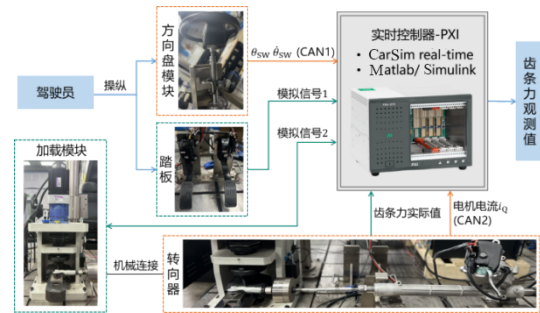 驾驶员
操纵
方向盘模块
θSW θ̇SW (CAN1)
实时控制器-PXI
• CarSim real-time
• Matlab/ Simulink
齿条力观测值
模拟信号1
模拟信号2
踏板
加载模块
PXI
齿条力实际值
电机电流iQ
(CAN2)
机械连接
转向器